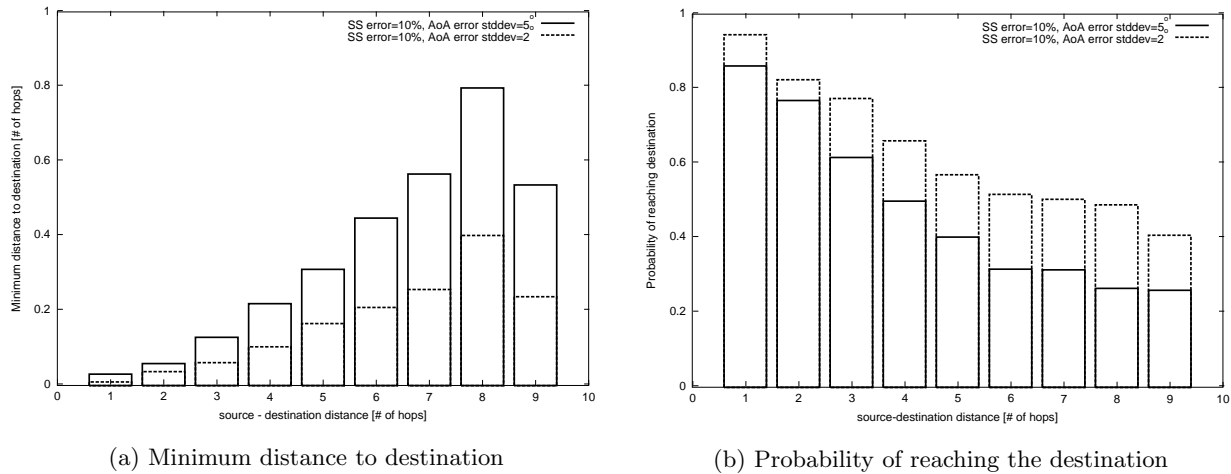 SS error=10%, AoA error stddev=5°
SS error=10%, AoA error stddev=2°
Minimum distance to destination [# of hops]
1
0.8
0.6
0.4
0.2
0
0 1 2 3 4 5 6 7 8 9 10
source - destination distance [# of hops]
(a) Minimum distance to destination
SS error=10%, AoA error stddev=5°
SS error=10%, AoA error stddev=2°
Probability of reaching destination
1
0.8
0.6
0.4
0.2
0
0 1 2 3 4 5 6 7 8 9 10
source-destination distance [# of hops]
(b) Probability of reaching the destination